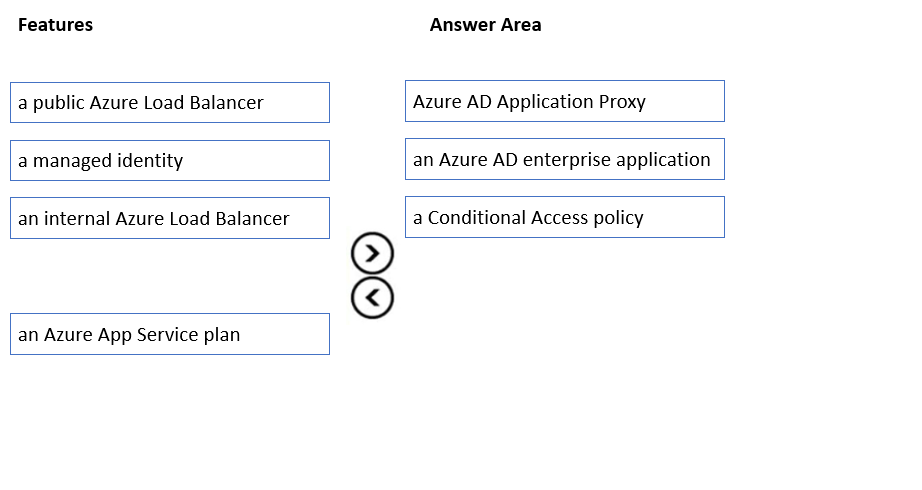 Features
a public Azure Load Balancer
a managed identity
an internal Azure Load Balancer
an Azure App Service plan
Answer Area
Azure AD Application Proxy
an Azure AD enterprise application
a Conditional Access policy